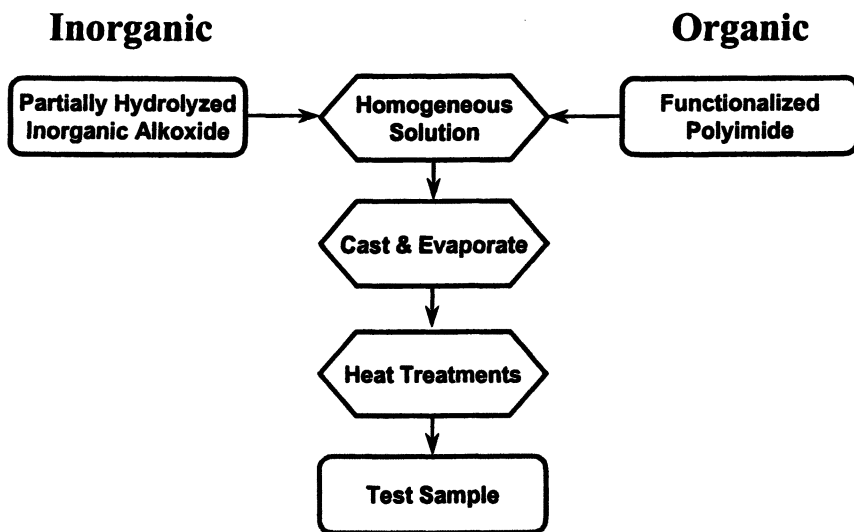 Inorganic
Organic
Partially Hydrolyzed
Inorganic Alkoxide
Homogeneous
Solution
Functionalized
Polyimide
Cast & Evaporate
Heat Treatments
Test Sample